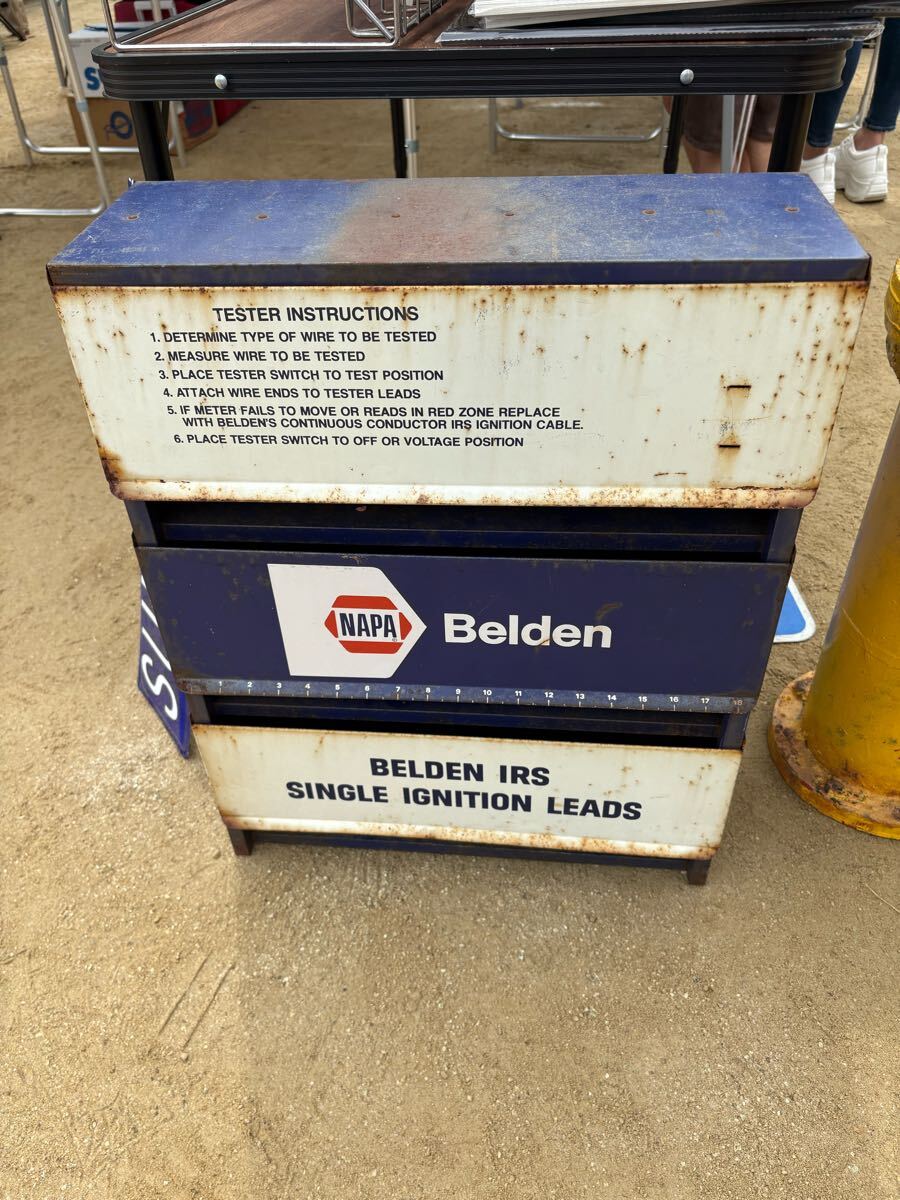 TESTER INSTRUCTIONS
1. DETERMINE TYPE OF WIRE TO BE TESTED
2. MEASURE WIRE TO BE TESTED
3. PLACE TESTER SWITCH TO TEST POSITION
4. ATTACH WIRE ENDS TO TESTER LEADS
5. IF METER FAILS TO MOVE OR READS IN RED ZONE REPLACE
WITH BELDEN'S CONTINUOUS CONDUCTOR IRS IGNITION CABLE.
6. PLACE TESTER SWITCH TO OFF OR VOLTAGE POSITION
NAPA® Belden
1 2 3 4 5 6 7 8 9 10 11 12 13 14 15 16 17 18
BELDEN IRS
SINGLE IGNITION LEADS